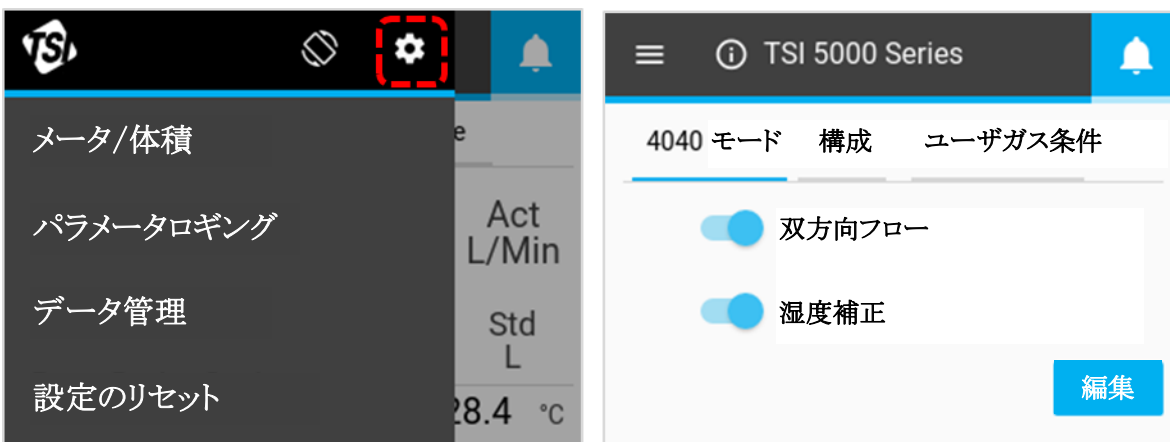 TSI
メータ/体積
パラメータロギング
データ管理
設定のリセット
e
Act
L/Min
Std
L
28.4 °C
TSI 5000 Series
4040 モード 構成 ユーザガス条件
双方向フロー
湿度補正
編集